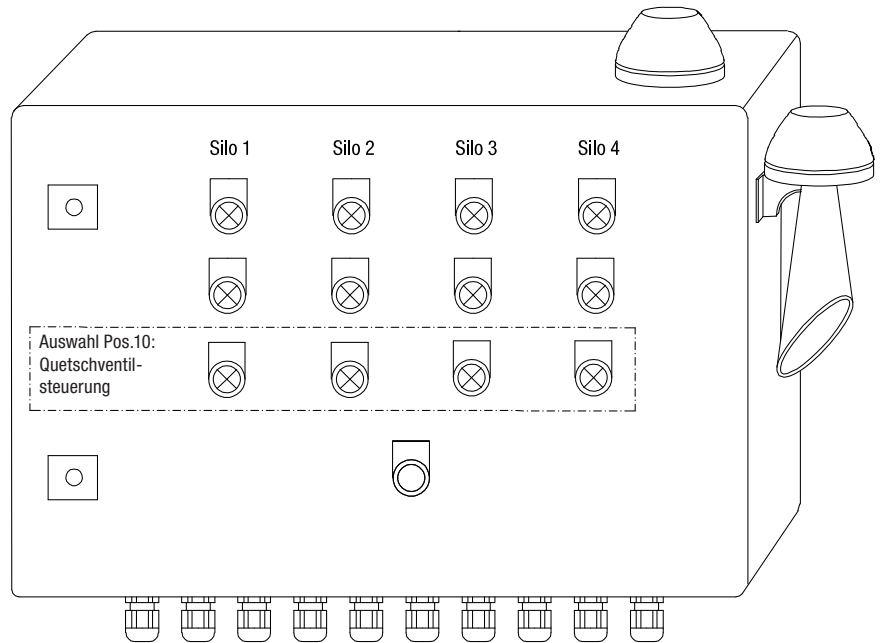 Silo 1 Silo 2 Silo 3 Silo 4
Auswahl Pos.10:
Quetschventil-
steuerung